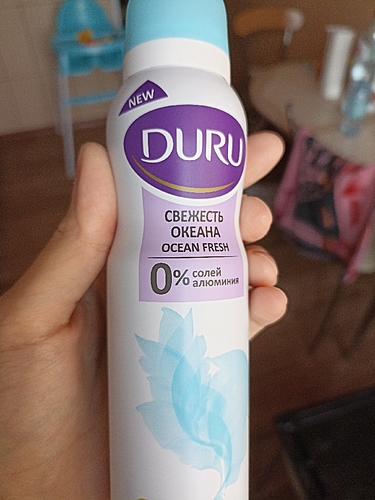 NEW
DURU
СВЕЖЕСТЬ
ОКЕАНА
OCEAN FRESH
0% солей
алюминия